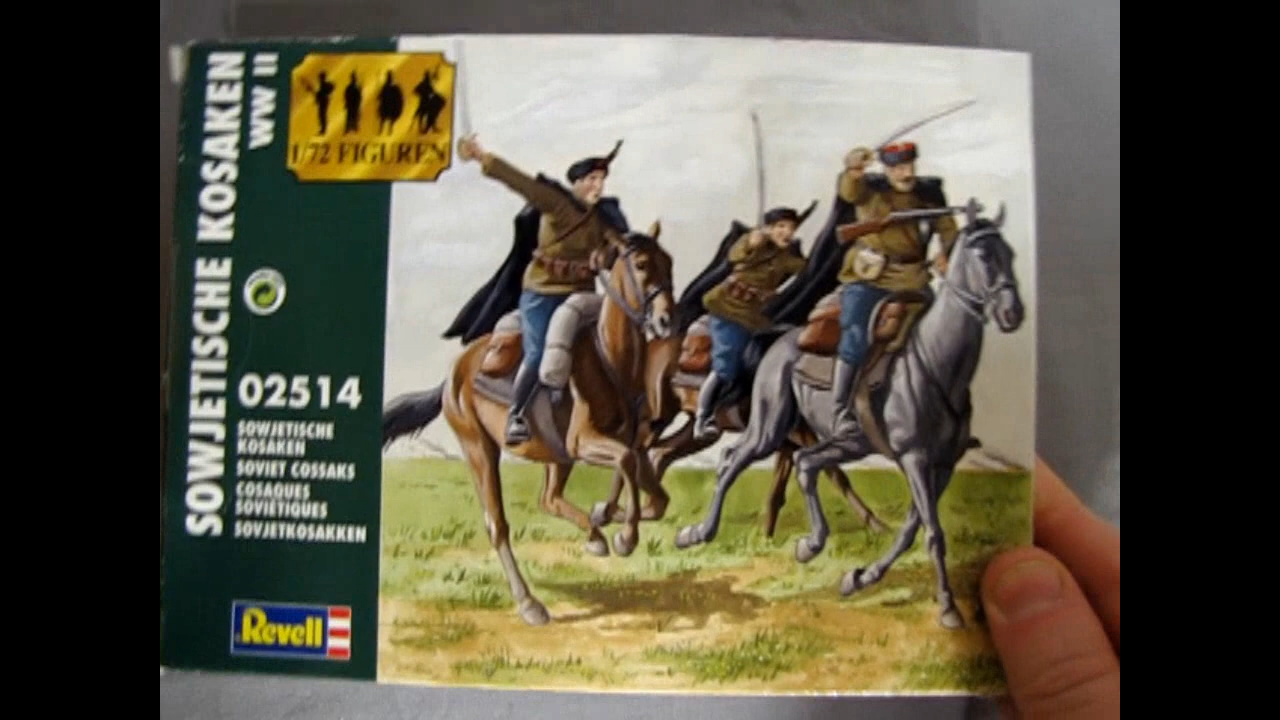 SOWJETISCHE KOSAKEN
WW II
1/72 FIGUREN
02514
SOWJETISCHE
KOSAKEN
SOVIET COSSAKS
COSAQUES
SOVIÉTIQUES
SOVJETKOSAKKEN
Revell